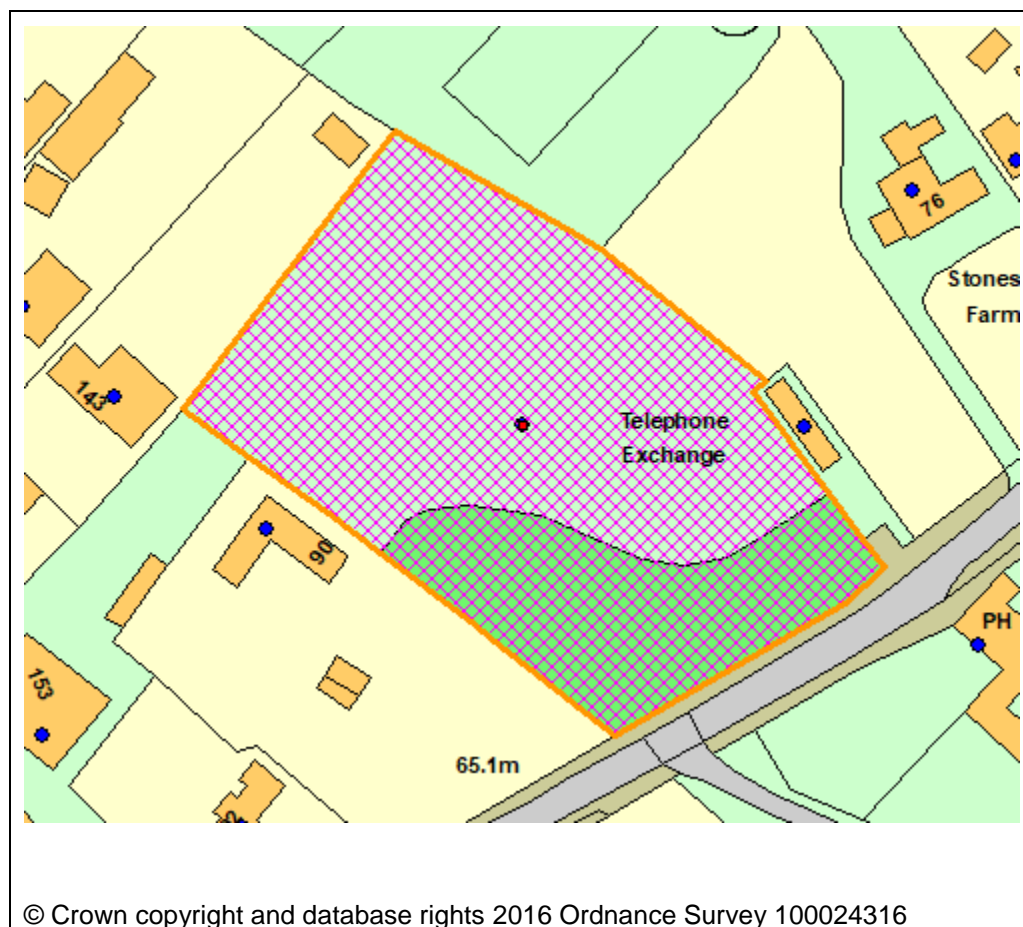 76
Stones
Farm
143
Telephone
Exchange
90
PH
153
65.1m
© Crown copyright and database rights 2016 Ordnance Survey 100024316